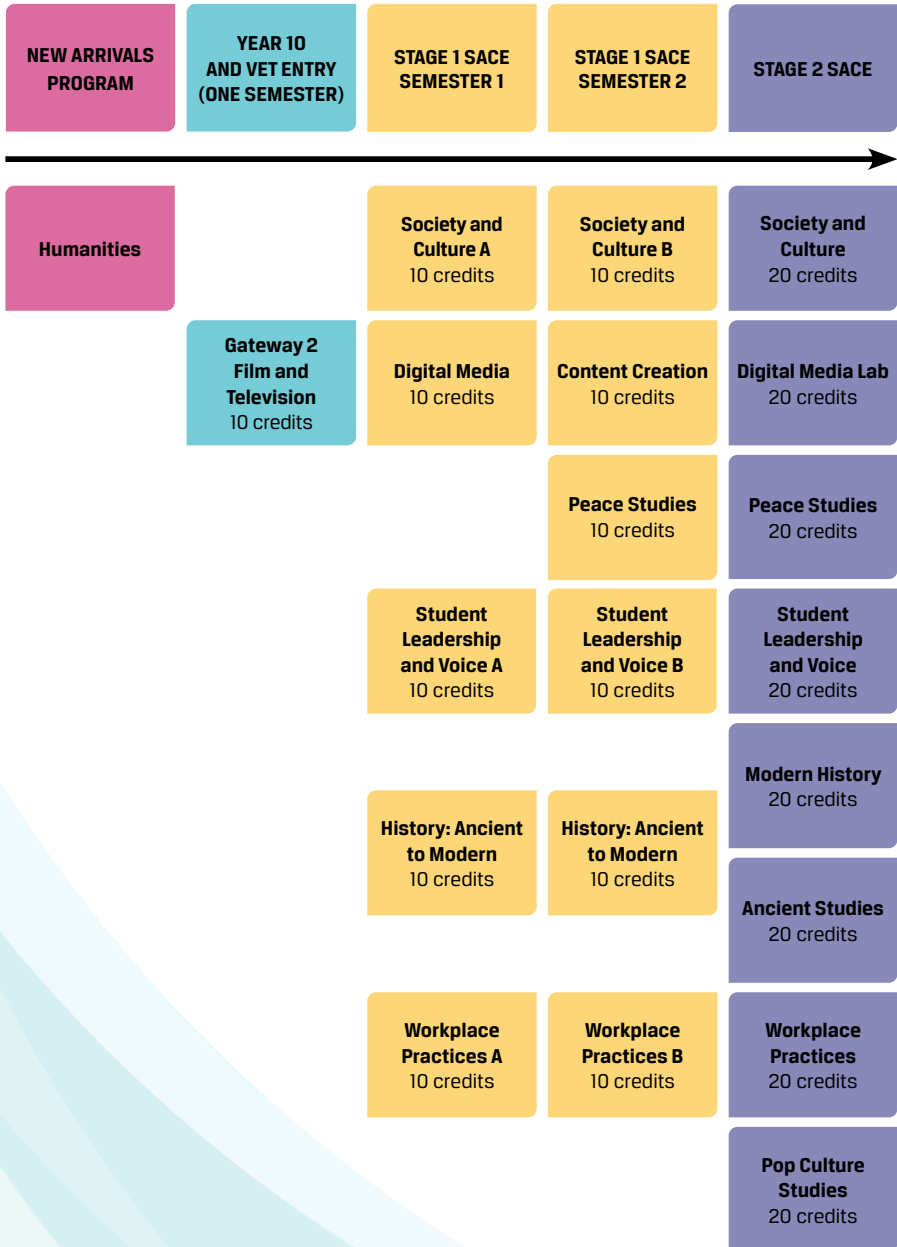 NEW ARRIVALS
PROGRAM
YEAR 10
AND VET ENTRY
(ONE SEMESTER)
STAGE 1 SACE
SEMESTER 1
STAGE 1 SACE
SEMESTER 2
STAGE 2 SACE
Humanities
Society and
Culture A
10 credits
Society and
Culture B
10 credits
Society and
Culture
20 credits
Gateway 2
Film and
Television
10 credits
Digital Media
10 credits
Content Creation
10 credits
Digital Media Lab
20 credits
Peace Studies
10 credits
Peace Studies
20 credits
Student
Leadership
and Voice A
10 credits
Student
Leadership
and Voice B
10 credits
Student
Leadership
and Voice
20 credits
Modern History
20 credits
History: Ancient
to Modern
10 credits
History: Ancient
to Modern
10 credits
Ancient Studies
20 credits
Workplace
Practices A
10 credits
Workplace
Practices B
10 credits
Workplace
Practices
20 credits
Pop Culture
Studies
20 credits